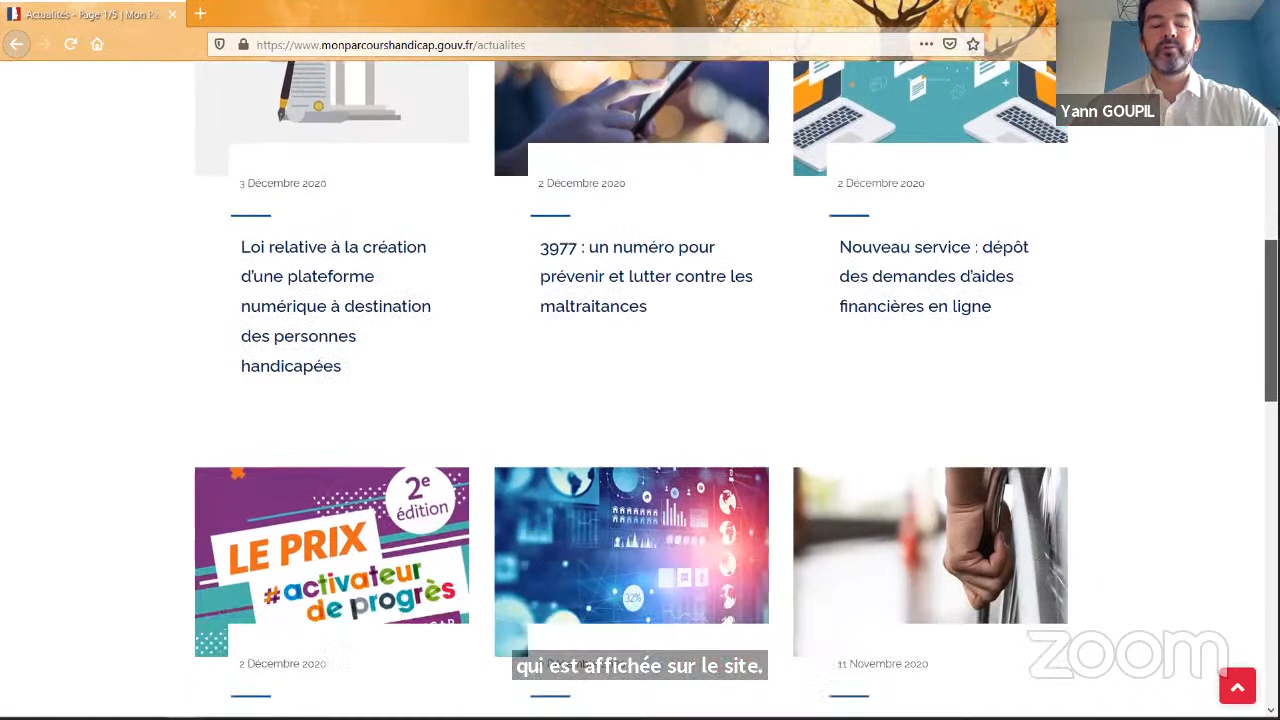 Actualités - Page 1/5 | Mon Pa
https://www.monparcourshandicap.gouv.fr/actualites
Yann GOUPIL
3 Décembre 2020
2 Décembre 2020
2 Décembre 2020
Loi relative à la création
d'une plateforme
numérique à destination
des personnes
handicapées
3977 : un numéro pour
prévenir et lutter contre les
maltraitances
Nouveau service : dépôt
des demandes d'aides
financières en ligne
2e
édition
LE PRIX
#activateur
de progrès
32%
2 Décembre 2020
qui est affichée sur le site.
11 Novembre 2020
zoom